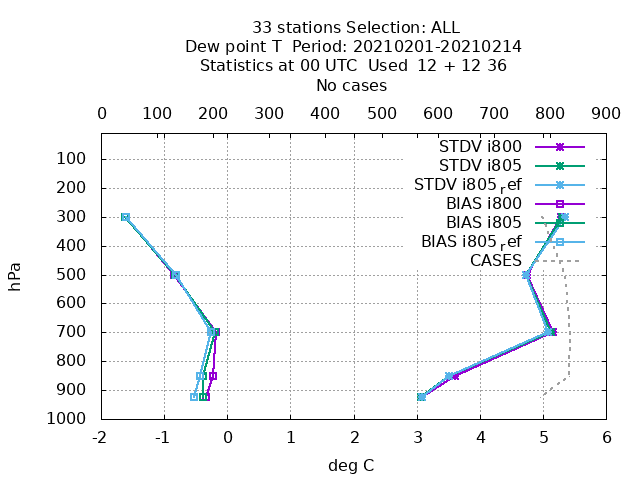 33 stations Selection: ALL
Dew point T  Period: 20210201-20210214
Statistics at 00 UTC  Used  12 + 12 36
No cases
0 100 200 300 400 500 600 700 800 900
STDV i800
STDV i805
STDV i805_ref
BIAS i800
BIAS i805
BIAS i805_ref
CASES
100
200
300
400
500
600
700
800
900
1000
hPa
-2 -1 0 1 2 3 4 5 6
deg C